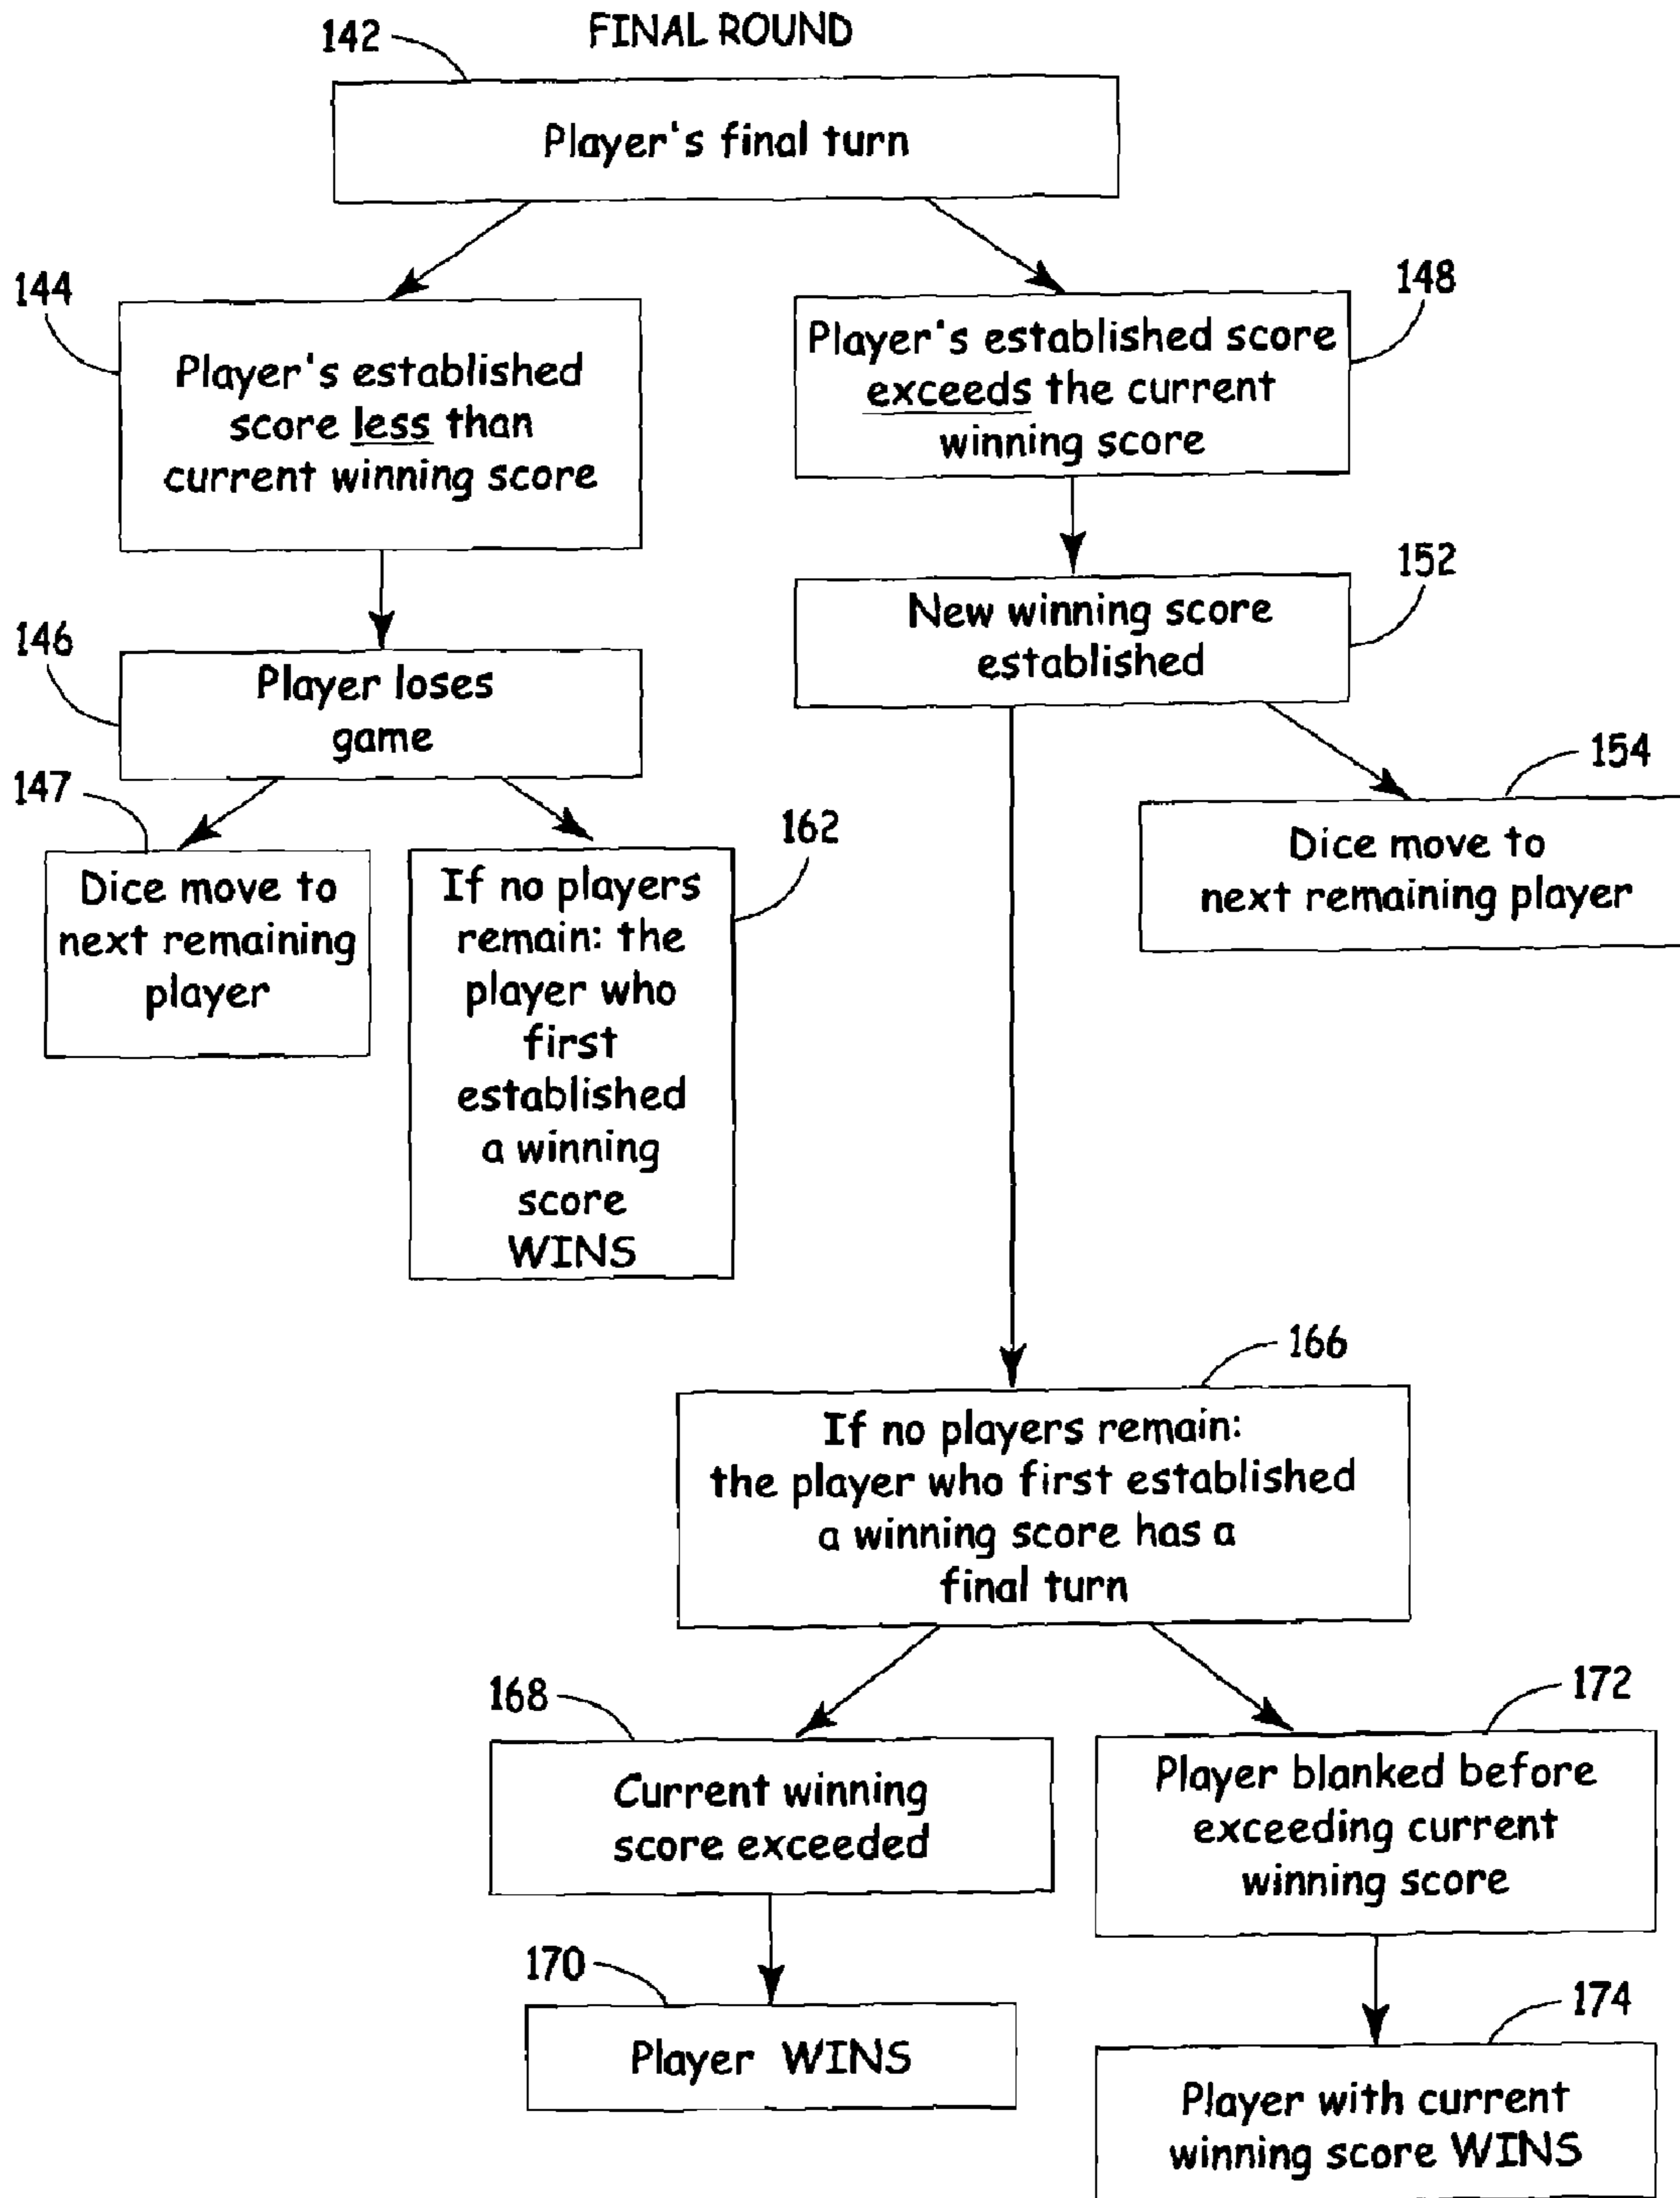 FINAL ROUND
142
Player's final turn
144
Player's established
score less than
current winning score
148
Player's established score
exceeds the current
winning score
152
New winning score
established
146
Player loses
game
154
Dice move to
next remaining player
147
Dice move to
next remaining
player
162
If no players
remain: the
player who
first
established
a winning
score
WINS
166
If no players remain:
the player who first established
a winning score has a
final turn
168
Current winning
score exceeded
172
Player blanked before
exceeding current
winning score
170
Player WINS
174
Player with current
winning score WINS